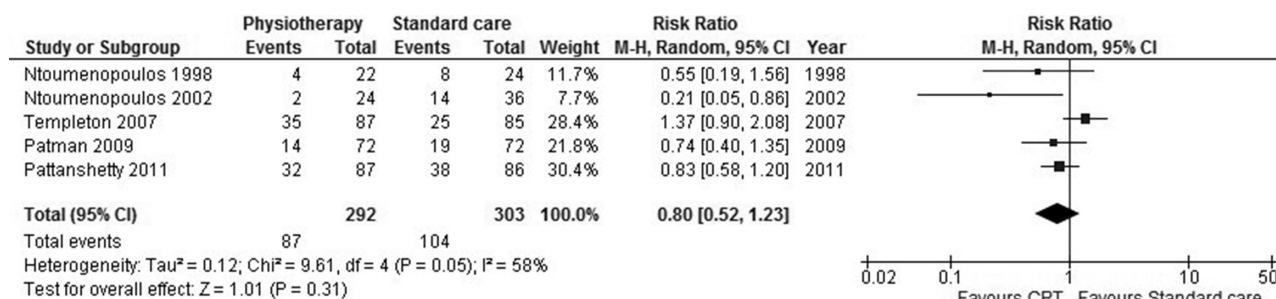 Physiotherapy Standard care Risk Ratio Risk Ratio
Study or Subgroup Events Total Events Total Weight M-H, Random, 95% CI Year M-H, Random, 95% CI
Ntoumenopoulos 1998 4 22 8 24 11.7% 0.55 [0.19, 1.56] 1998
Ntoumenopoulos 2002 2 24 14 36 7.7% 0.21 [0.05, 0.86] 2002
Templeton 2007 35 87 25 85 28.4% 1.37 [0.90, 2.08] 2007
Patman 2009 14 72 19 72 21.8% 0.74 [0.40, 1.35] 2009
Pattanshetty 2011 32 87 38 86 30.4% 0.83 [0.58, 1.20] 2011
Total (95% CI) 292 303 100.0% 0.80 [0.52, 1.23]
Total events 87 104
Heterogeneity: Tau² = 0.12; Chi² = 9.61, df = 4 (P = 0.05); I² = 58%
Test for overall effect: Z = 1.01 (P = 0.31)
0.02 0.1 1 10 50
Favours CPT Favours Standard care